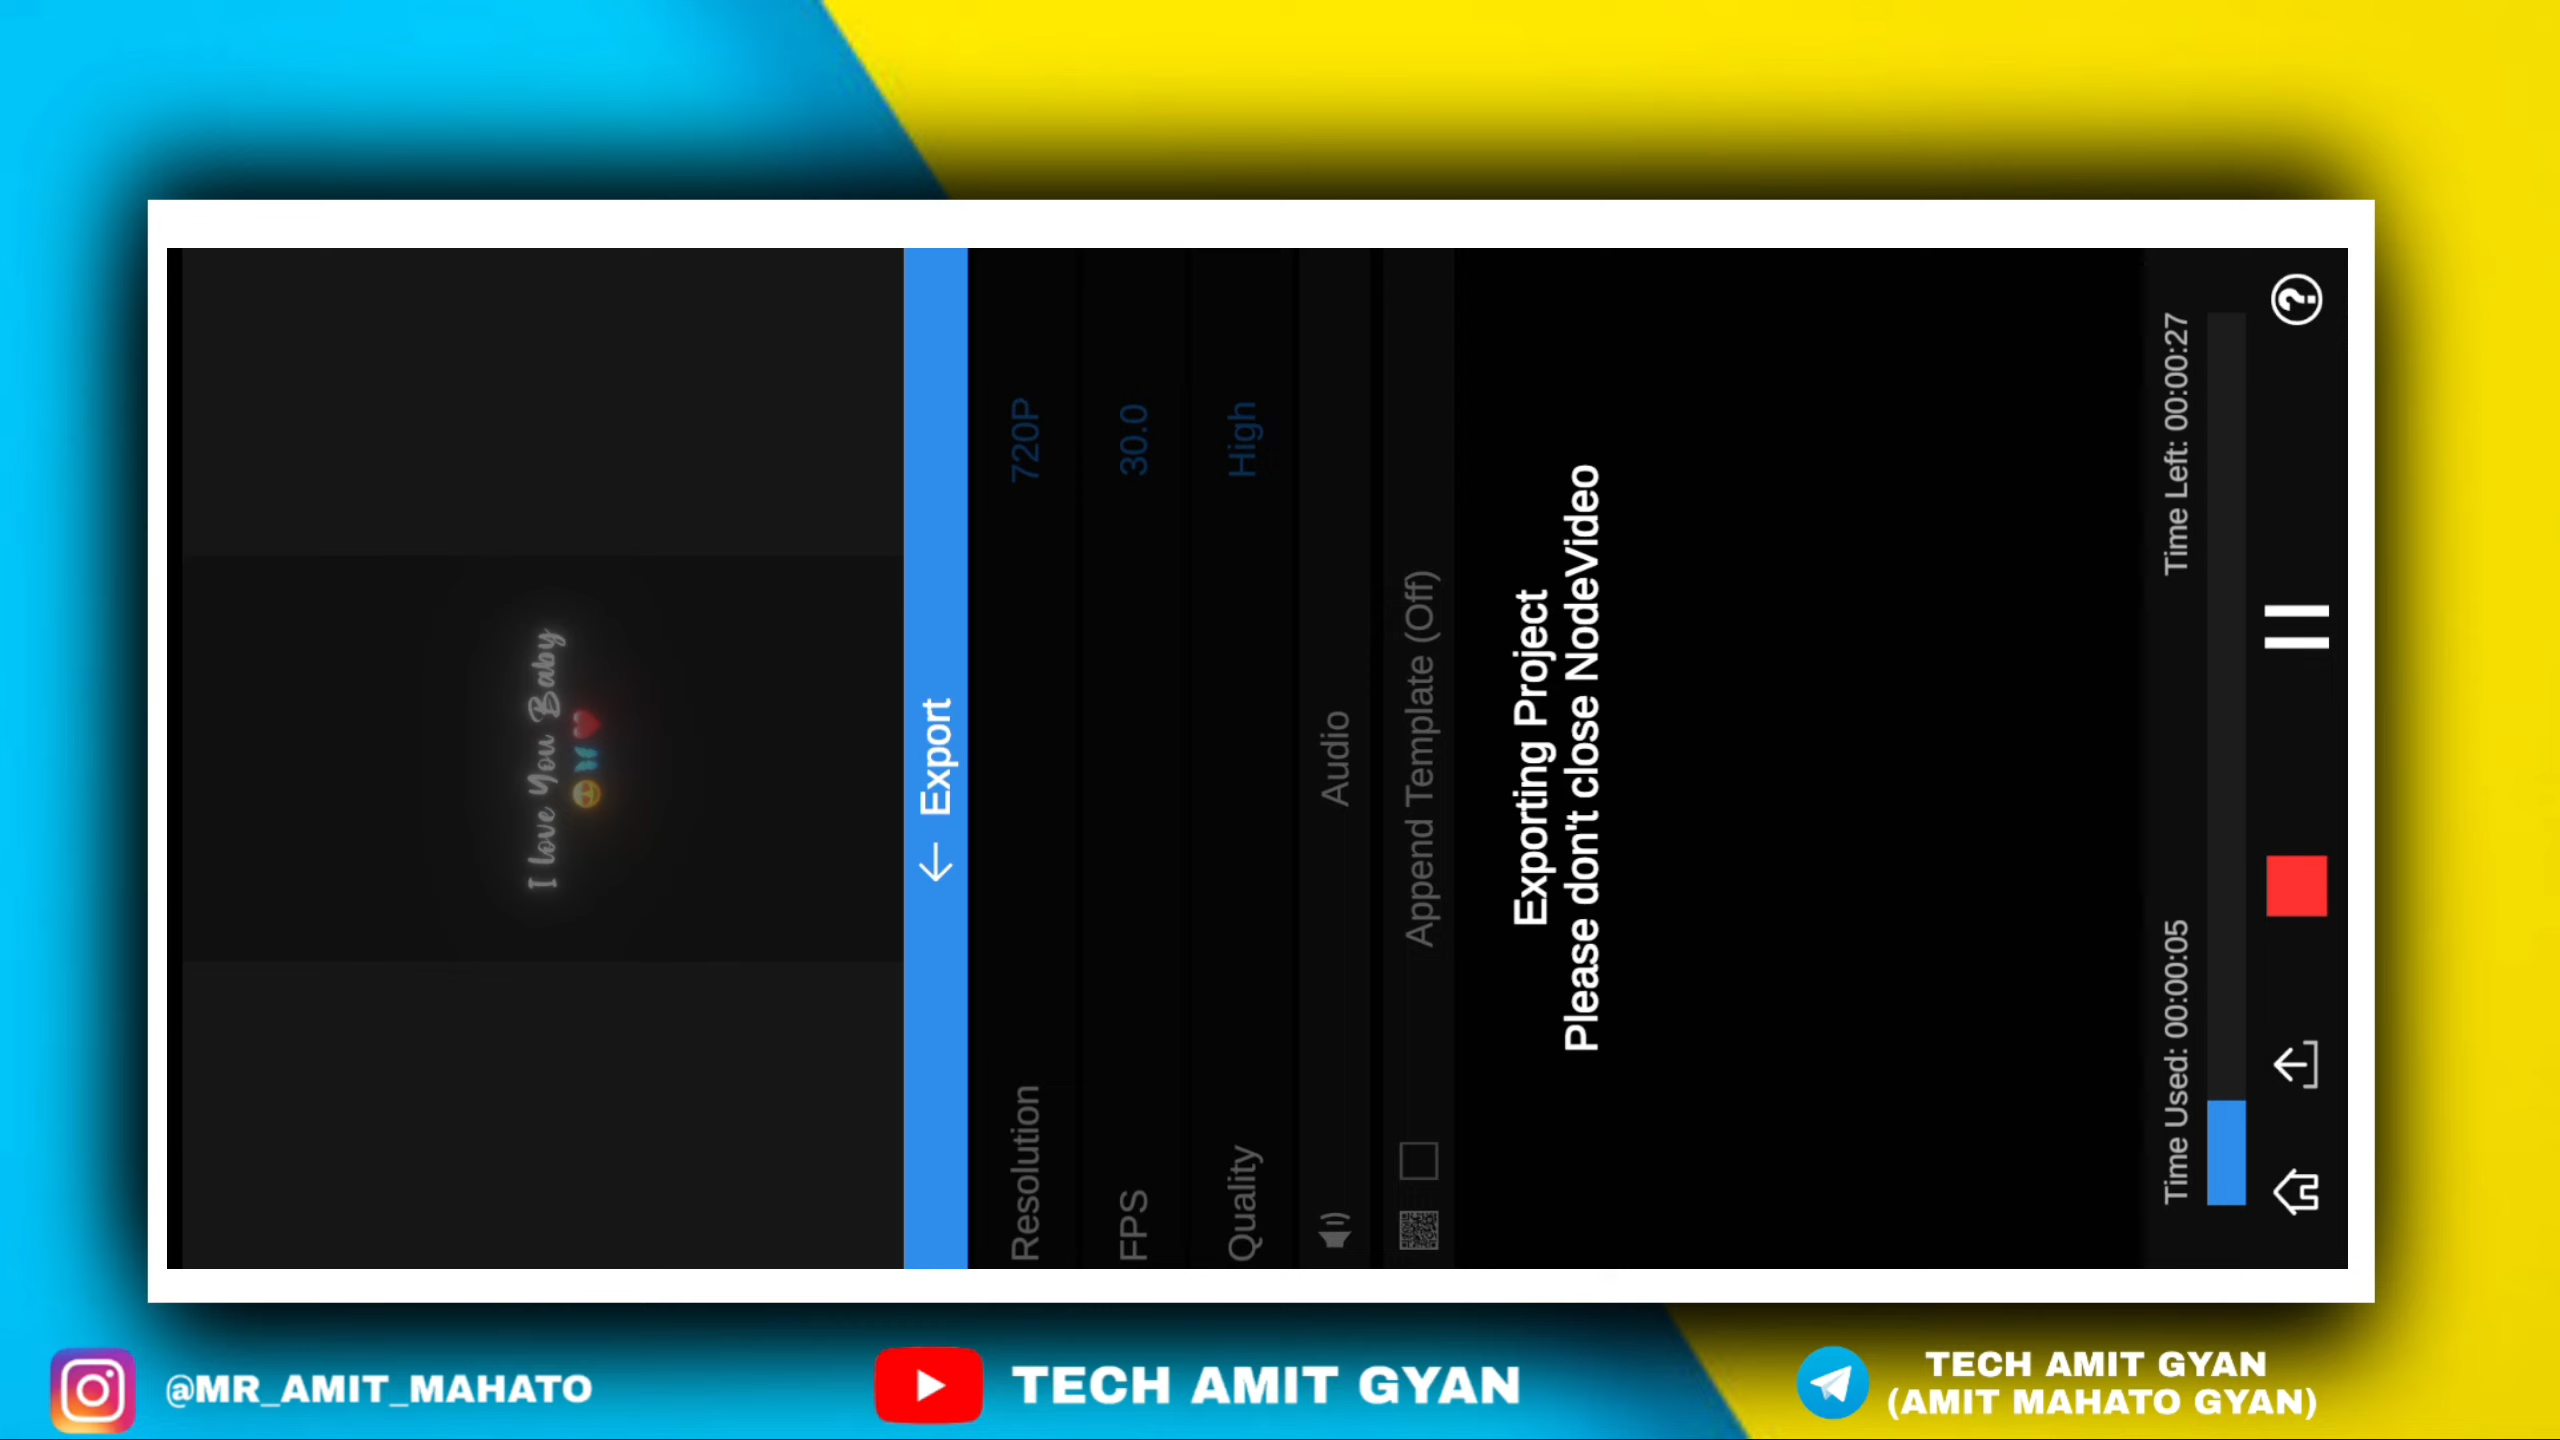 I love You Baby
😍🦋❤️
← Export
Resolution 720P
FPS 30.0
Quality High
Audio
Append Template (Off)
Exporting Project
Please don't close NodeVideo
Time Used: 00:00:05 Time Left: 00:00:27
@MR_AMIT_MAHATO
TECH AMIT GYAN
TECH AMIT GYAN
(AMIT MAHATO GYAN)